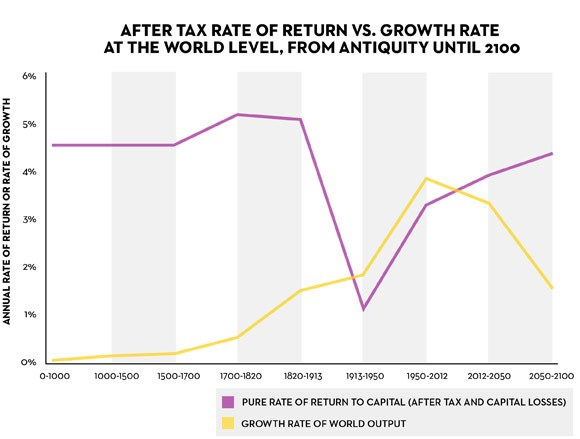 AFTER TAX RATE OF RETURN VS. GROWTH RATE
AT THE WORLD LEVEL, FROM ANTIQUITY UNTIL 2100
ANNUAL RATE OF RETURN OR RATE OF GROWTH
6%
5%
4%
3%
2%
1%
0%
0-1000 1000-1500 1500-1700 1700-1820 1820-1913 1913-1950 1950-2012 2012-2050 2050-2100
PURE RATE OF RETURN TO CAPITAL (AFTER TAX AND CAPITAL LOSSES)
GROWTH RATE OF WORLD OUTPUT